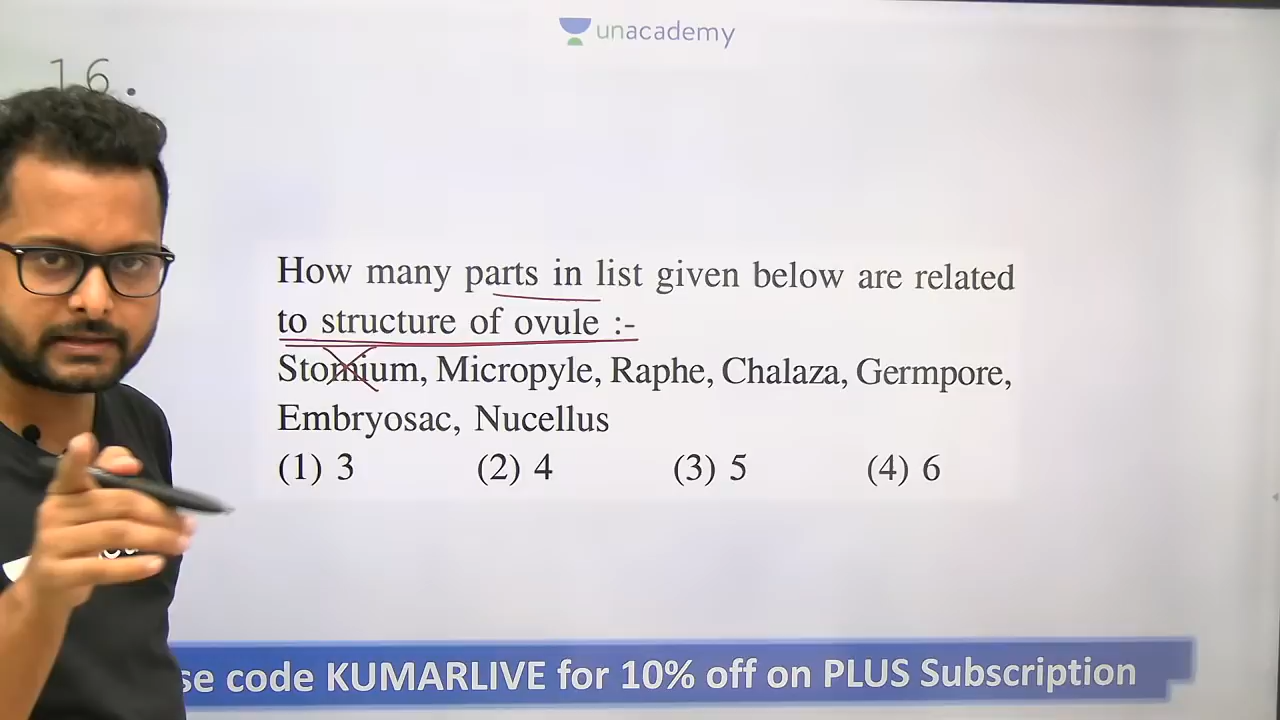 unacademy
16.
How many parts in list given below are related
to structure of ovule :-
Stomium, Micropyle, Raphe, Chalaza, Germpore,
Embryosac, Nucellus
(1) 3 (2) 4 (3) 5 (4) 6
se code KUMARLIVE for 10% off on PLUS Subscription